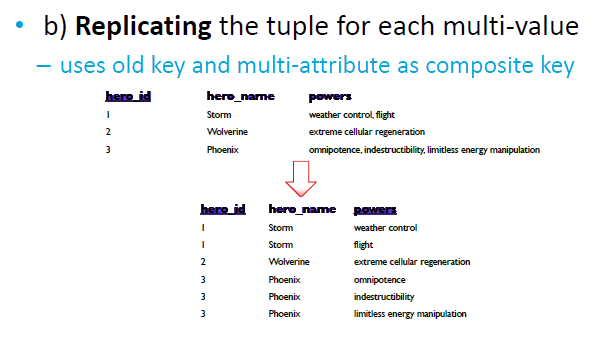 • b) Replicating the tuple for each multi-value
– uses old key and multi-attribute as composite key
hero_id hero_name powers
1 Storm weather control, flight
2 Wolverine extreme cellular regeneration
3 Phoenix omnipotence, indestructibility, limitless energy manipulation
hero_id hero_name powers
1 Storm weather control
1 Storm flight
2 Wolverine extreme cellular regeneration
3 Phoenix omnipotence
3 Phoenix indestructibility
3 Phoenix limitless energy manipulation